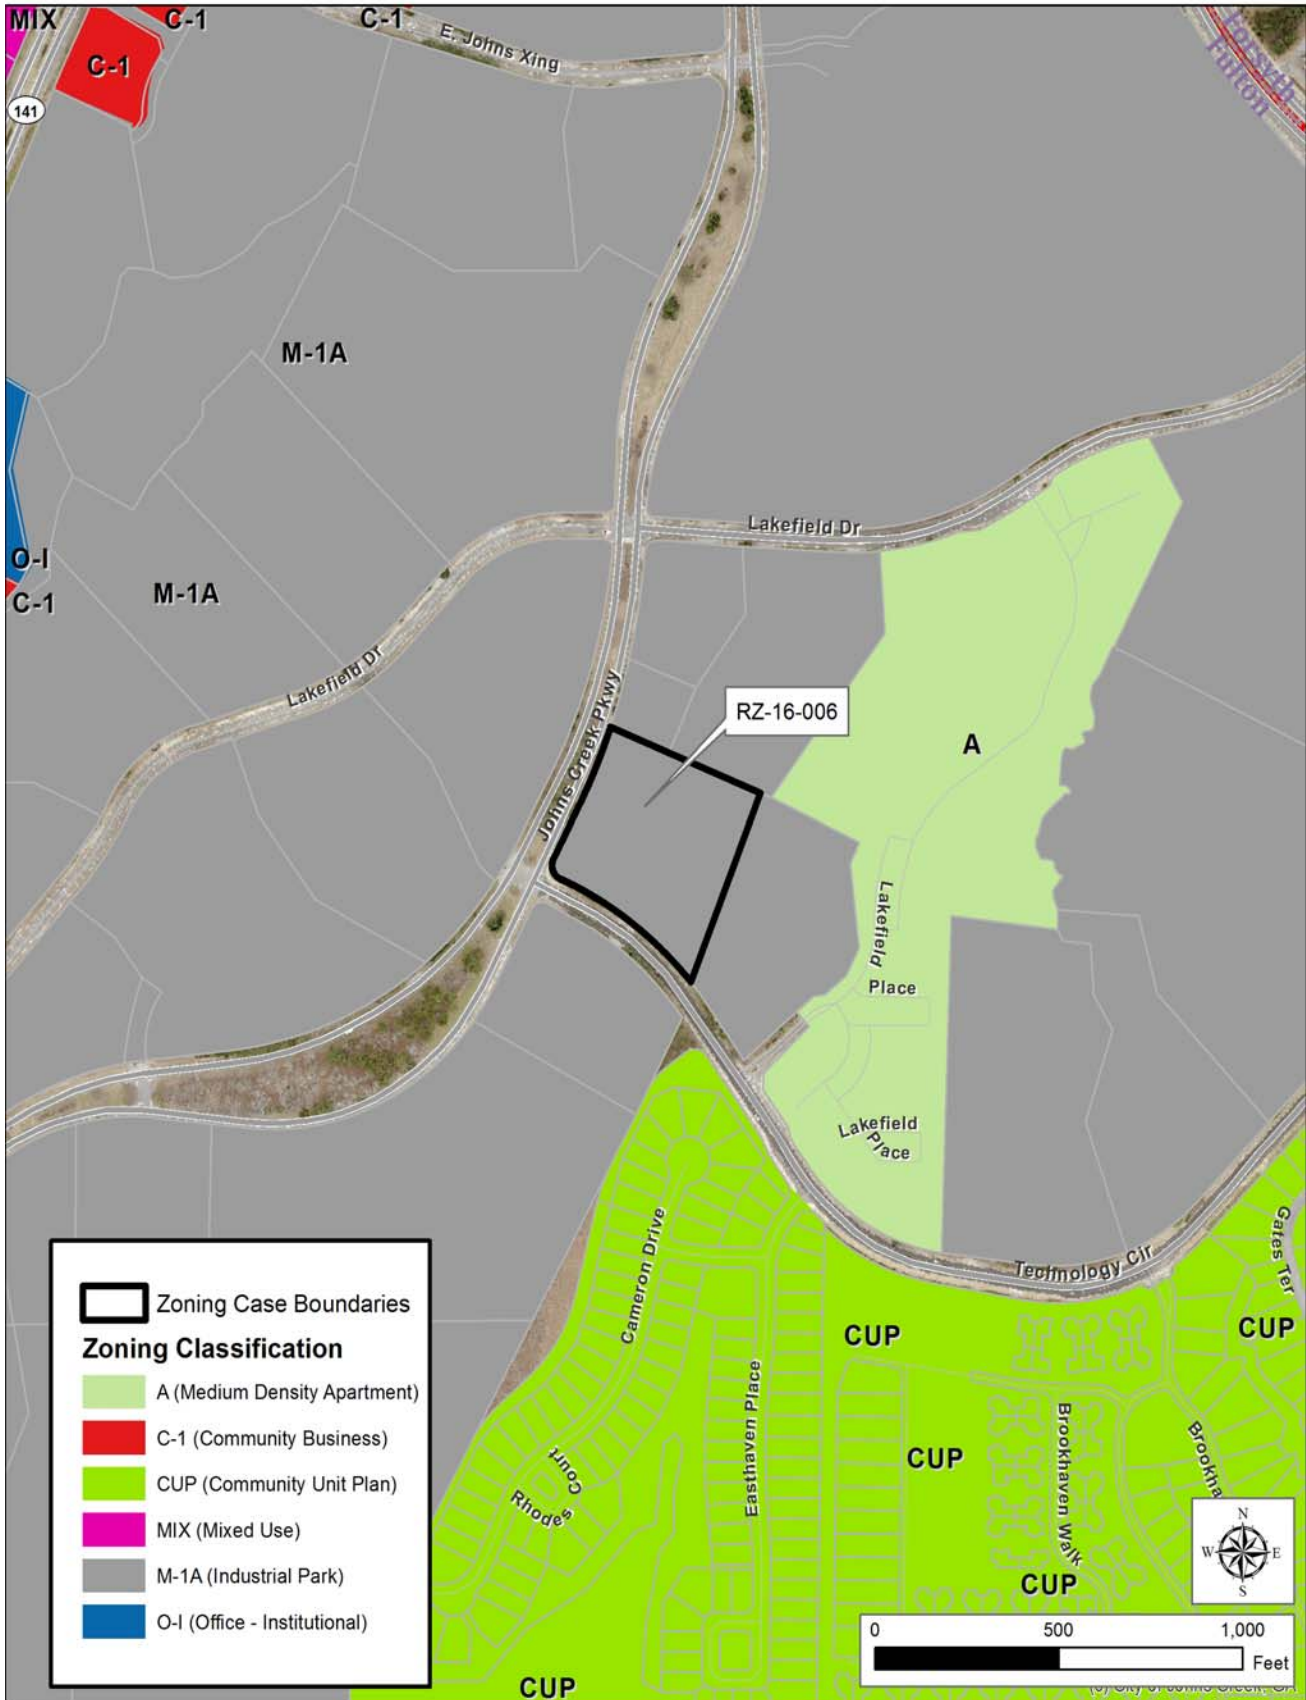 MIX
C-1
C-1
E. Johns Xing
Forsyth
Fulton
C-1
141
M-1A
Lakefield Dr
O-I
C-1
M-1A
Lakefield Dr
Johns Creek Pkwy
RZ-16-006
A
Lakefield
Place
Lakefield
Place
Technology Cir
Gates Ter
Cameron Drive
CUP
CUP
Easthaven Place
Brookhaven Walk
Brookha
CUP
Rhodes Court
CUP
CUP
Zoning Case Boundaries
Zoning Classification
A (Medium Density Apartment)
C-1 (Community Business)
CUP (Community Unit Plan)
MIX (Mixed Use)
M-1A (Industrial Park)
O-I (Office - Institutional)
N
W E
S
0 500 1,000
Feet